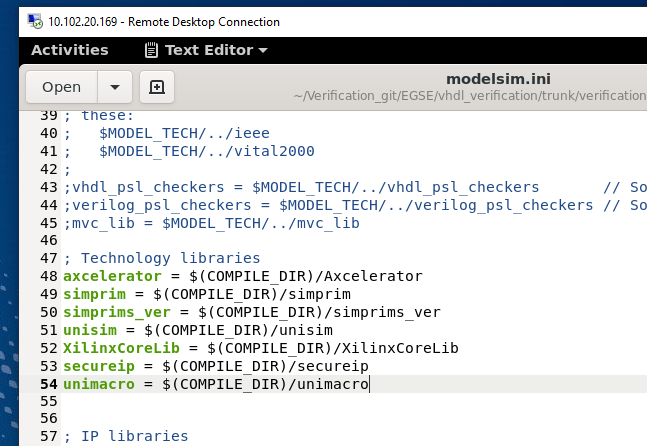 10.102.20.169 - Remote Desktop Connection
Activities Text Editor
Open modelsim.ini
~/Verification_git/EGSE/vhdl_verification/trunk/verification
39 ; these:
40 ;   $MODEL_TECH/../ieee
41 ;   $MODEL_TECH/../vital2000
42 ;
43 ;vhdl_psl_checkers = $MODEL_TECH/../vhdl_psl_checkers       // So
44 ;verilog_psl_checkers = $MODEL_TECH/../verilog_psl_checkers // So
45 ;mvc_lib = $MODEL_TECH/../mvc_lib
46
47 ; Technology libraries
48 axcelerator = $(COMPILE_DIR)/Axcelerator
49 simprim = $(COMPILE_DIR)/simprim
50 simprims_ver = $(COMPILE_DIR)/simprims_ver
51 unisim = $(COMPILE_DIR)/unisim
52 XilinxCoreLib = $(COMPILE_DIR)/XilinxCoreLib
53 secureip = $(COMPILE_DIR)/secureip
54 unimacro = $(COMPILE_DIR)/unimacro
55
56
57 ; IP libraries